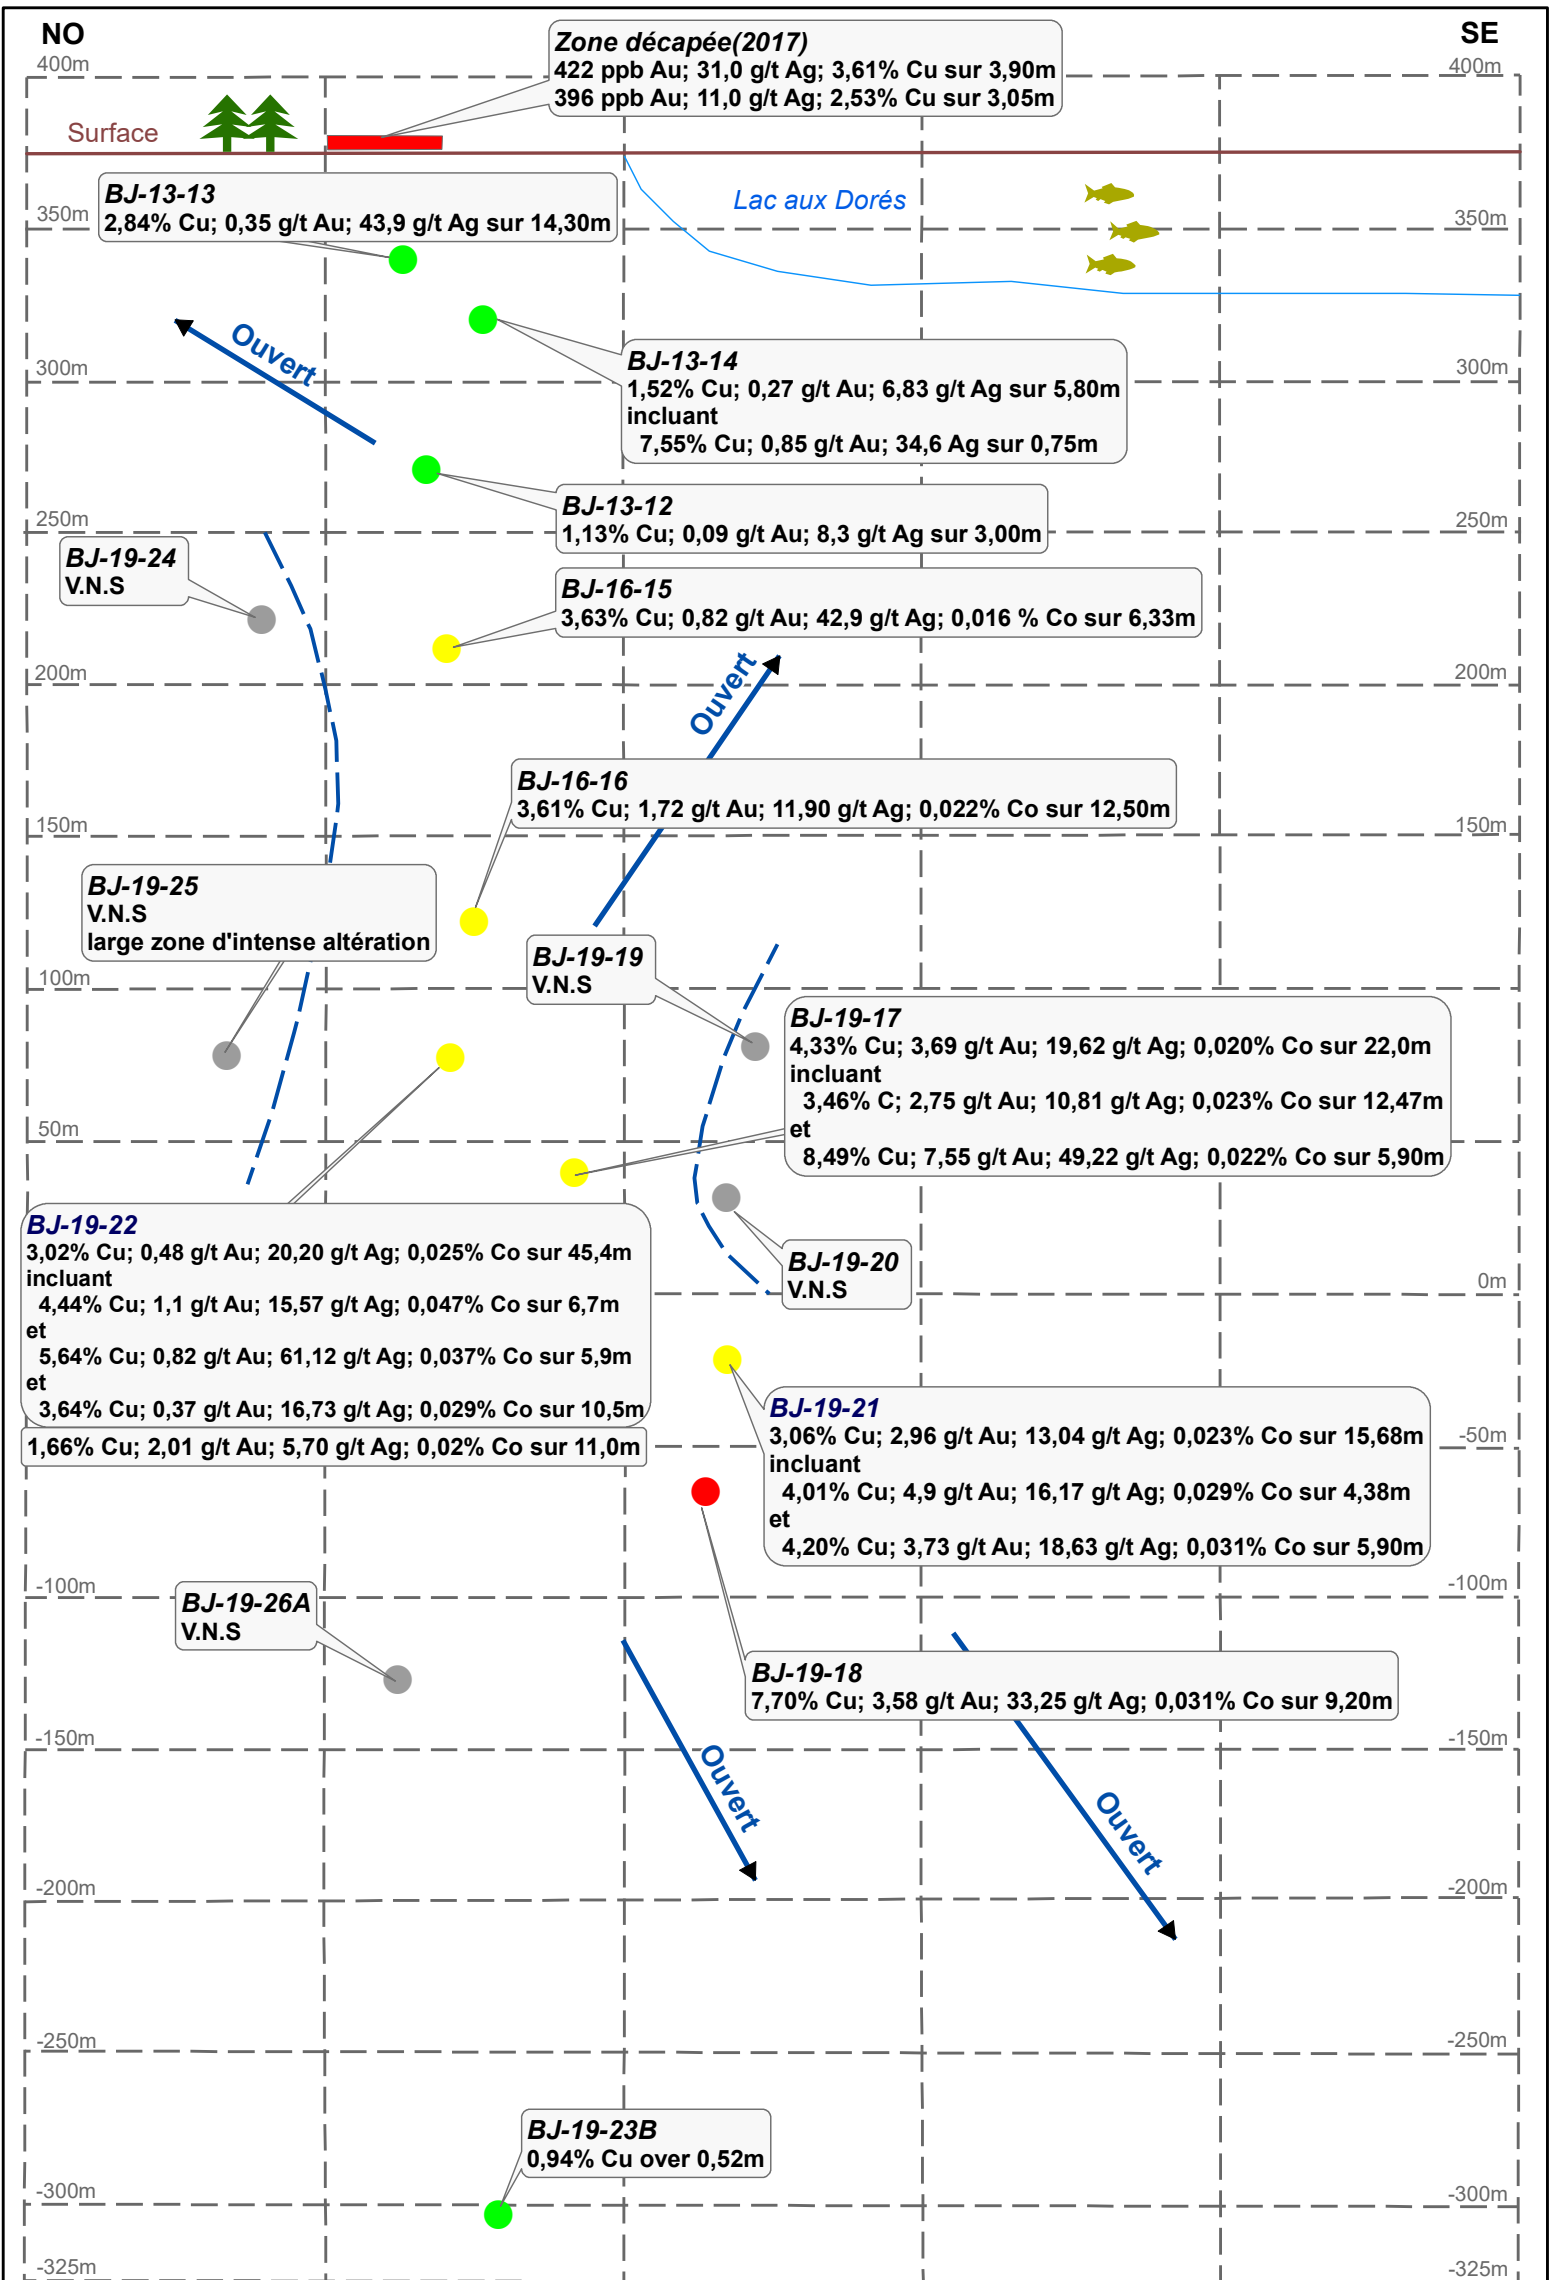 NO
SE
400m
400m
Zone décapée(2017)
422 ppb Au; 31,0 g/t Ag; 3,61% Cu sur 3,90m
396 ppb Au; 11,0 g/t Ag; 2,53% Cu sur 3,05m
Surface
BJ-13-13
2,84% Cu; 0,35 g/t Au; 43,9 g/t Ag sur 14,30m
Lac aux Dorés
350m
350m
Ouvert
BJ-13-14
1,52% Cu; 0,27 g/t Au; 6,83 g/t Ag sur 5,80m
incluant
7,55% Cu; 0,85 g/t Au; 34,6 Ag sur 0,75m
300m
300m
BJ-13-12
1,13% Cu; 0,09 g/t Au; 8,3 g/t Ag sur 3,00m
250m
250m
BJ-19-24
V.N.S
BJ-16-15
3,63% Cu; 0,82 g/t Au; 42,9 g/t Ag; 0,016 % Co sur 6,33m
200m
200m
Ouvert
BJ-16-16
3,61% Cu; 1,72 g/t Au; 11,90 g/t Ag; 0,022% Co sur 12,50m
150m
150m
BJ-19-25
V.N.S
large zone d'intense altération
BJ-19-19
V.N.S
100m
BJ-19-17
4,33% Cu; 3,69 g/t Au; 19,62 g/t Ag; 0,020% Co sur 22,0m
incluant
3,46% C; 2,75 g/t Au; 10,81 g/t Ag; 0,023% Co sur 12,47m
et
8,49% Cu; 7,55 g/t Au; 49,22 g/t Ag; 0,022% Co sur 5,90m
50m
BJ-19-22
3,02% Cu; 0,48 g/t Au; 20,20 g/t Ag; 0,025% Co sur 45,4m
incluant
4,44% Cu; 1,1 g/t Au; 15,57 g/t Ag; 0,047% Co sur 6,7m
et
5,64% Cu; 0,82 g/t Au; 61,12 g/t Ag; 0,037% Co sur 5,9m
et
3,64% Cu; 0,37 g/t Au; 16,73 g/t Ag; 0,029% Co sur 10,5m
1,66% Cu; 2,01 g/t Au; 5,70 g/t Ag; 0,02% Co sur 11,0m
BJ-19-20
V.N.S
0m
BJ-19-21
3,06% Cu; 2,96 g/t Au; 13,04 g/t Ag; 0,023% Co sur 15,68m
incluant
4,01% Cu; 4,9 g/t Au; 16,17 g/t Ag; 0,029% Co sur 4,38m
et
4,20% Cu; 3,73 g/t Au; 18,63 g/t Ag; 0,031% Co sur 5,90m
-50m
-100m
-100m
BJ-19-26A
V.N.S
BJ-19-18
7,70% Cu; 3,58 g/t Au; 33,25 g/t Ag; 0,031% Co sur 9,20m
-150m
-150m
Ouvert
Ouvert
-200m
-200m
-250m
-250m
BJ-19-23B
0,94% Cu over 0,52m
-300m
-300m
-325m
-325m